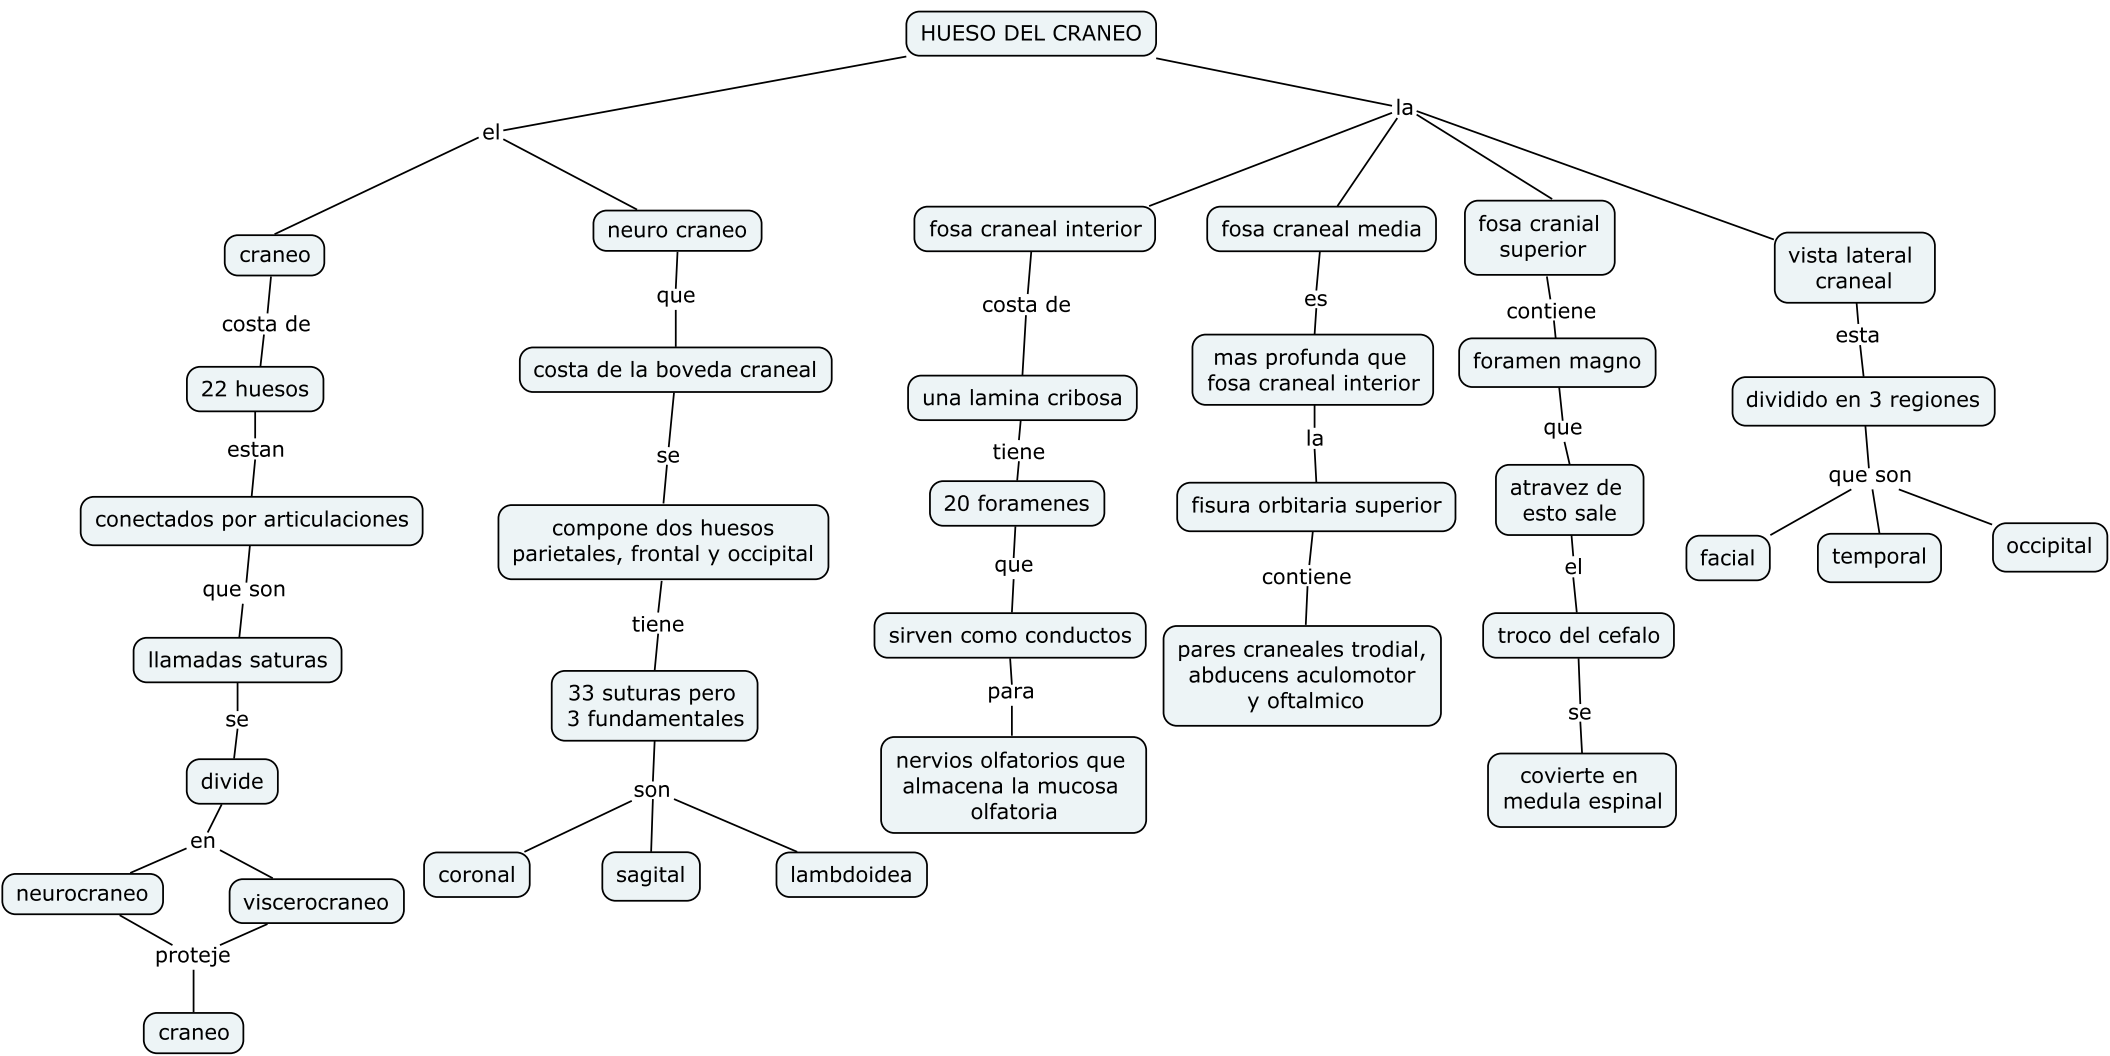 HUESO DEL CRANEO
el
la
craneo
costa de
22 huesos
estan
conectados por articulaciones
que son
llamadas saturas
se
divide
en
neurocraneo
viscerocraneo
proteje
craneo
neuro craneo
que
costa de la boveda craneal
se
compone dos huesos
parietales, frontal y occipital
tiene
33 suturas pero
3 fundamentales
son
coronal
sagital
lambdoidea
fosa craneal interior
costa de
una lamina cribosa
tiene
20 foramenes
que
sirven como conductos
para
nervios olfatorios que
almacena la mucosa
olfatoria
fosa craneal media
es
mas profunda que
fosa craneal interior
la
fisura orbitaria superior
contiene
pares craneales trodial,
abducens aculomotor
y oftalmico
fosa cranial
superior
contiene
foramen magno
que
atravez de
esto sale
el
troco del cefalo
se
covierte en
medula espinal
vista lateral
craneal
esta
dividido en 3 regiones
que son
facial
temporal
occipital